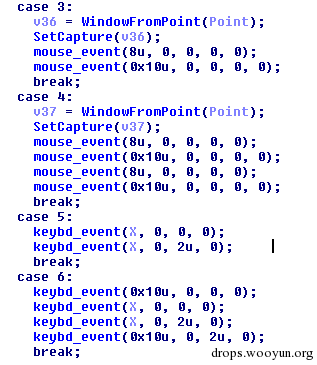 case 3:
v36 = WindowFromPoint(Point);
SetCapture(v36);
mouse_event(8u, 0, 0, 0, 0);
mouse_event(0x10u, 0, 0, 0, 0);
break;
case 4:
v37 = WindowFromPoint(Point);
SetCapture(v37);
mouse_event(8u, 0, 0, 0, 0);
mouse_event(0x10u, 0, 0, 0, 0);
mouse_event(8u, 0, 0, 0, 0);
mouse_event(0x10u, 0, 0, 0, 0);
break;
case 5:
keybd_event(X, 0, 0, 0);
keybd_event(X, 0, 2u, 0);
break;
case 6:
keybd_event(0x10u, 0, 0, 0);
keybd_event(X, 0, 0, 0);
keybd_event(X, 0, 2u, 0);
keybd_event(0x10u, 0, 2u, 0);
break;
drops.wooyun.org